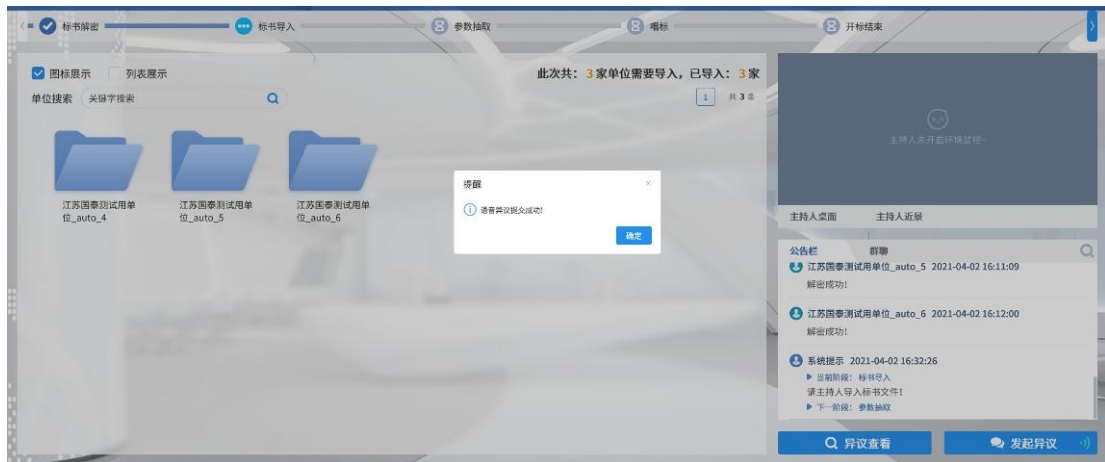 标书解密
标书导入
参数抽取
唱标
开标结束
图标展示 列表展示
此次共：3家单位需要导入，已导入：3家
单位搜索 关键字搜索
1 共 3 条
江苏国泰测试用单
位_auto_4
江苏国泰测试用单
位_auto_5
江苏国泰测试用单
位_auto_6
提醒
语音异议提交成功!
确定
主持人未开启环境监控~
主持人桌面 主持人近景
公告栏 群聊
江苏国泰测试用单位_auto_5 2021-04-02 16:11:09
解密成功!
江苏国泰测试用单位_auto_6 2021-04-02 16:12:00
解密成功!
系统提示 2021-04-02 16:32:26
当前阶段：标书导入
请主持人导入标书文件!
下一阶段：参数抽取
异议查看
发起异议